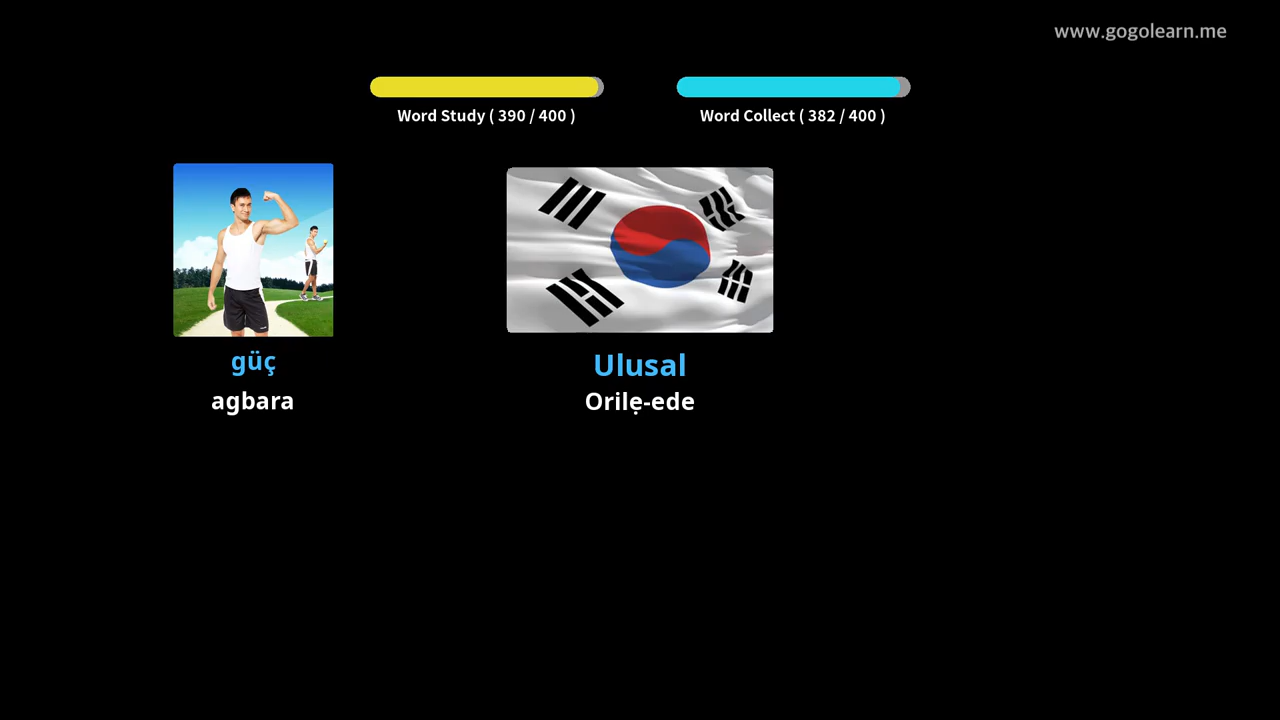 www.gogolearn.me
Word Study ( 390 / 400 )
Word Collect ( 382 / 400 )
güç
agbara
Ulusal
Orilẹ-ede